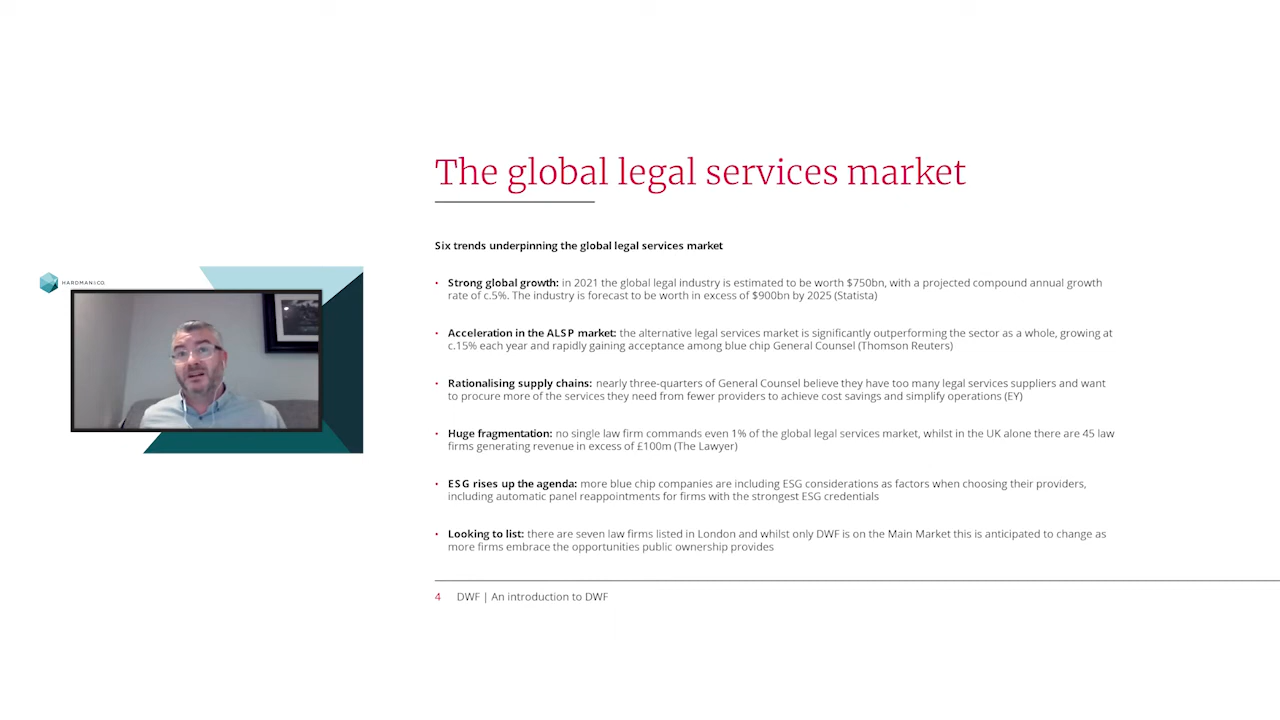 The global legal services market
Six trends underpinning the global legal services market
HARDMAN&CO.
• Strong global growth: in 2021 the global legal industry is estimated to be worth $750bn, with a projected compound annual growth
rate of c.5%. The industry is forecast to be worth in excess of $900bn by 2025 (Statista)
• Acceleration in the ALSP market: the alternative legal services market is significantly outperforming the sector as a whole, growing at
c.15% each year and rapidly gaining acceptance among blue chip General Counsel (Thomson Reuters)
• Rationalising supply chains: nearly three-quarters of General Counsel believe they have too many legal services suppliers and want
to procure more of the services they need from fewer providers to achieve cost savings and simplify operations (EY)
• Huge fragmentation: no single law firm commands even 1% of the global legal services market, whilst in the UK alone there are 45 law
firms generating revenue in excess of £100m (The Lawyer)
• ESG rises up the agenda: more blue chip companies are including ESG considerations as factors when choosing their providers,
including automatic panel reappointments for firms with the strongest ESG credentials
• Looking to list: there are seven law firms listed in London and whilst only DWF is on the Main Market this is anticipated to change as
more firms embrace the opportunities public ownership provides
4 DWF | An introduction to DWF